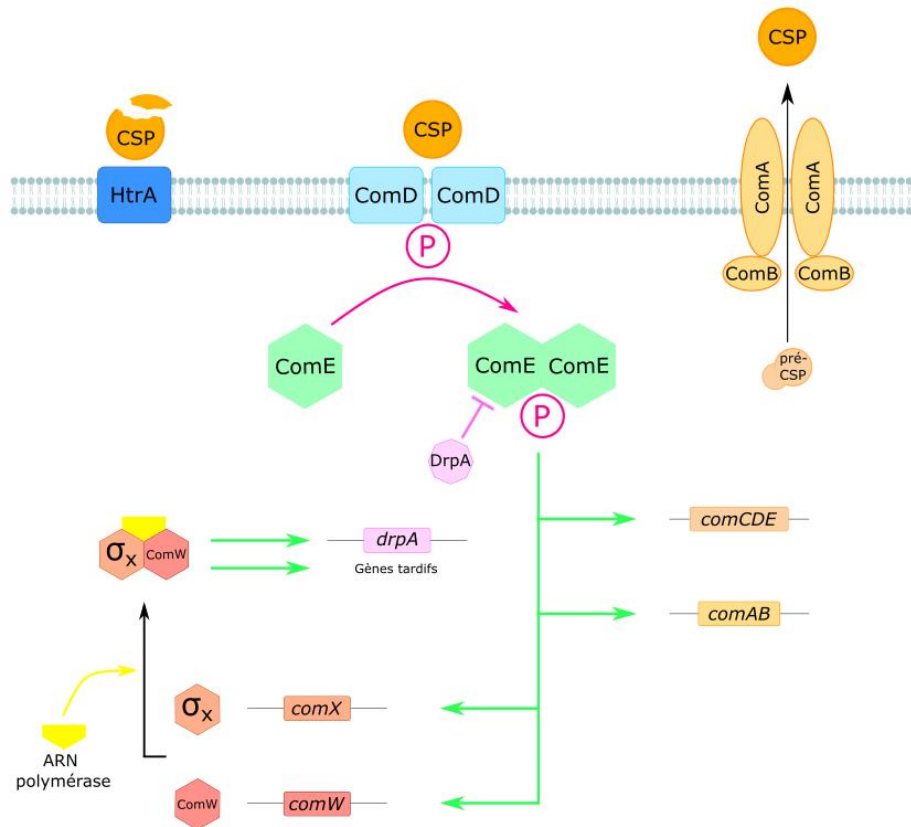 CSP
CSP
CSP
HtrA
ComD
ComD
ComA
ComA
ComB
ComB
P
pré-
CSP
ComE
ComE
ComE
P
DrpA
comCDE
σx
ComW
drpA
Gènes tardifs
comAB
σx
comX
ARN
polymérase
ComW
comW